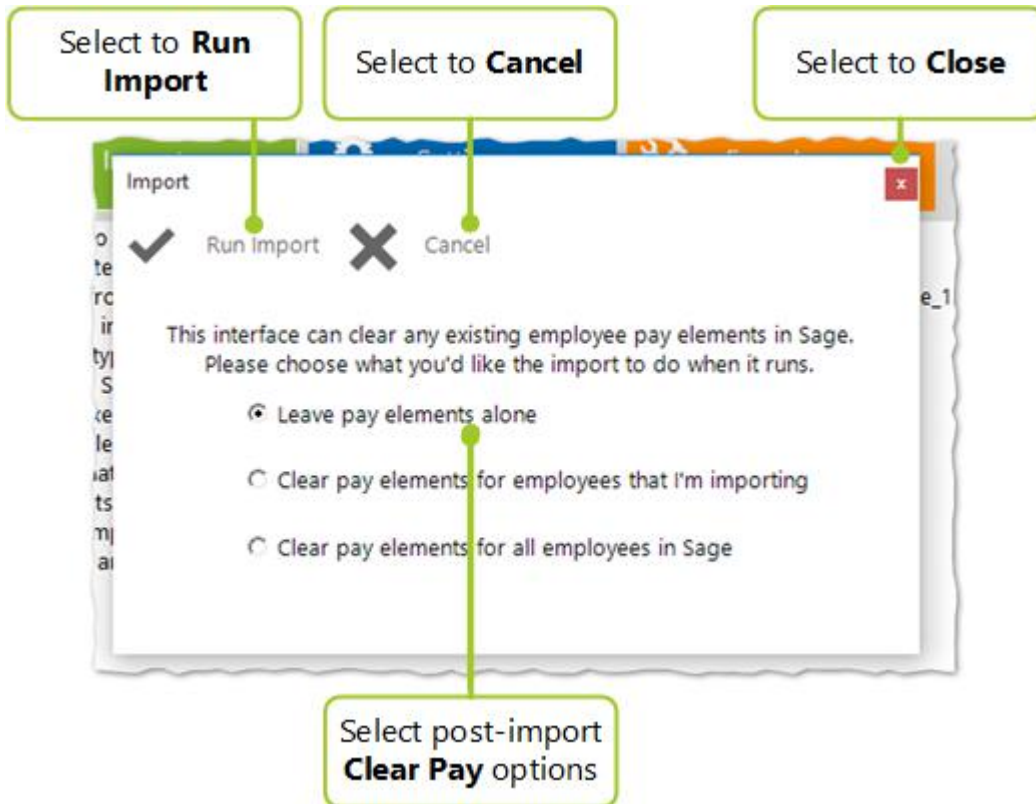 Select to Run
Import
Select to Cancel
Select to Close
Import
x
Run Import
Cancel
e_1
This interface can clear any existing employee pay elements in Sage.
Please choose what you'd like the import to do when it runs.
Leave pay elements alone
Clear pay elements for employees that I'm importing
Clear pay elements for all employees in Sage
Select post-import
Clear Pay options